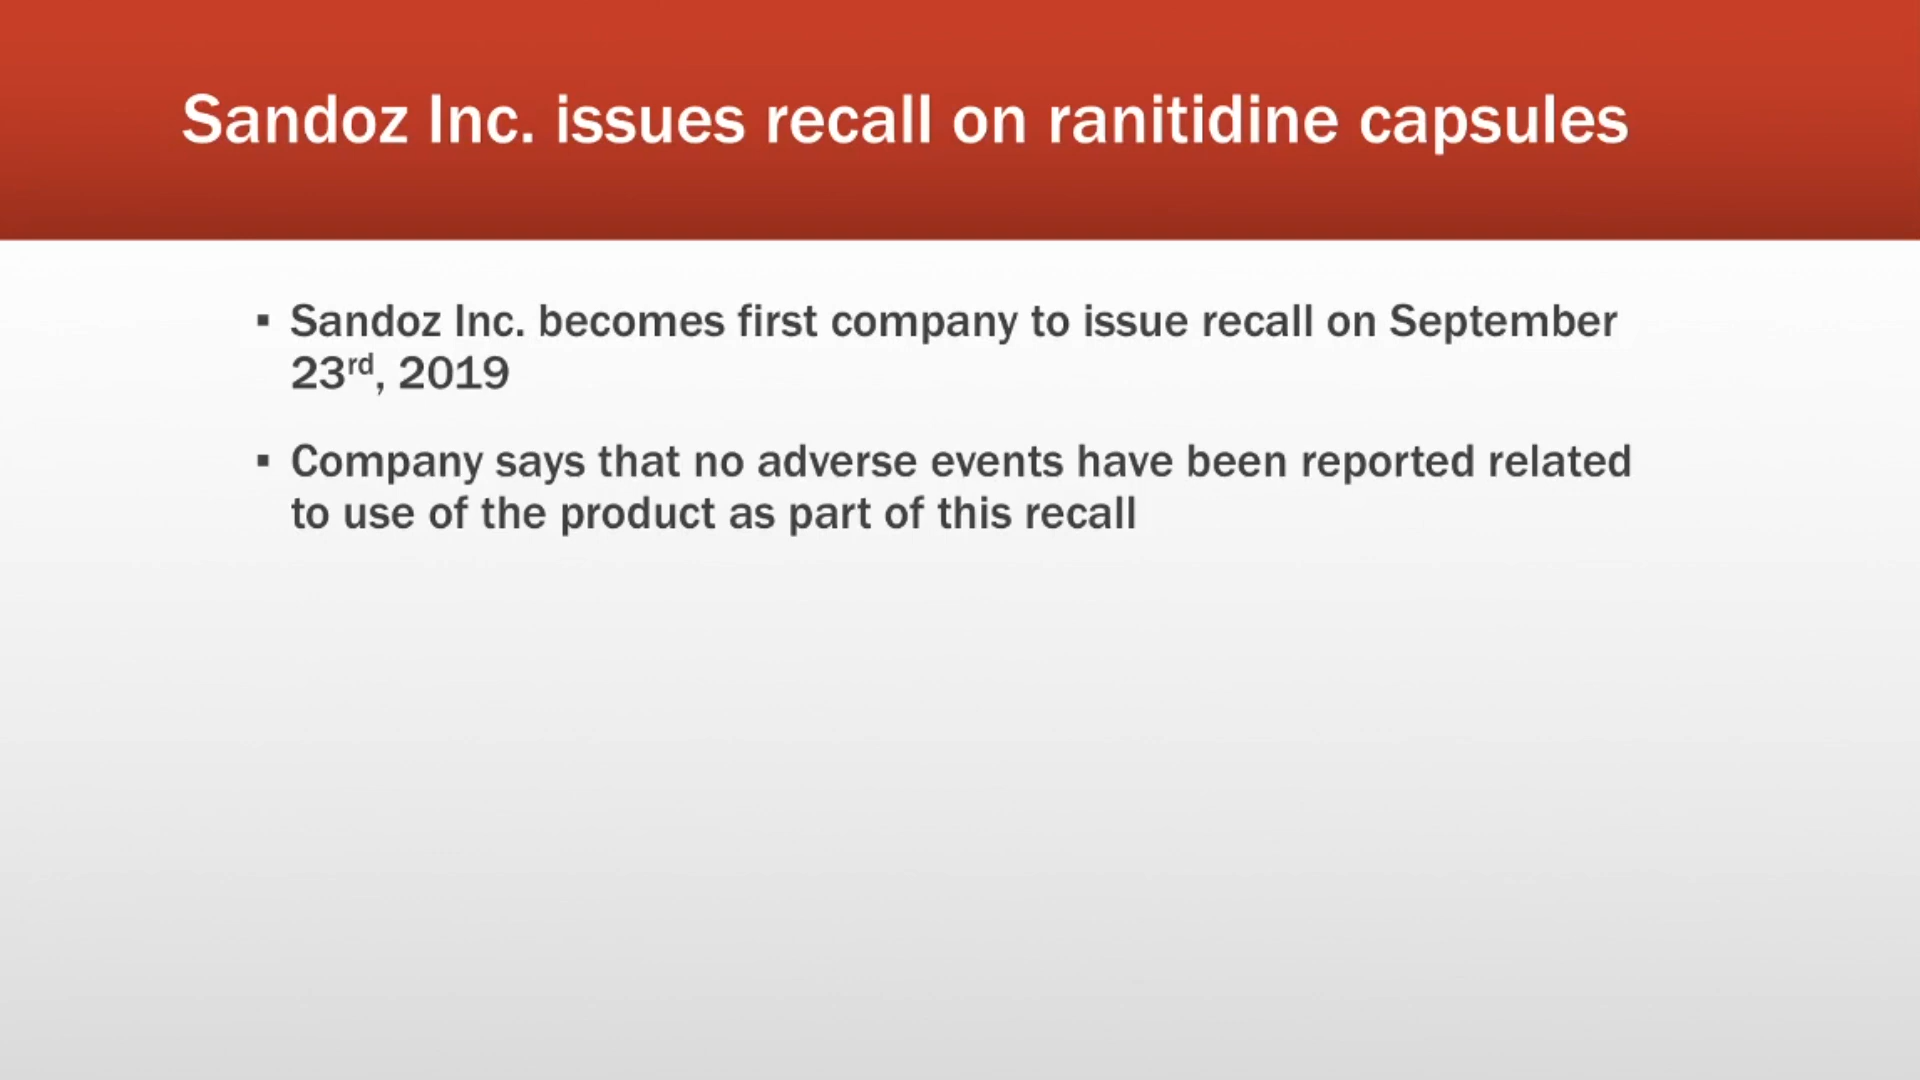 Sandoz Inc. issues recall on ranitidine capsules
▪ Sandoz Inc. becomes first company to issue recall on September
23rd, 2019
▪ Company says that no adverse events have been reported related
to use of the product as part of this recall